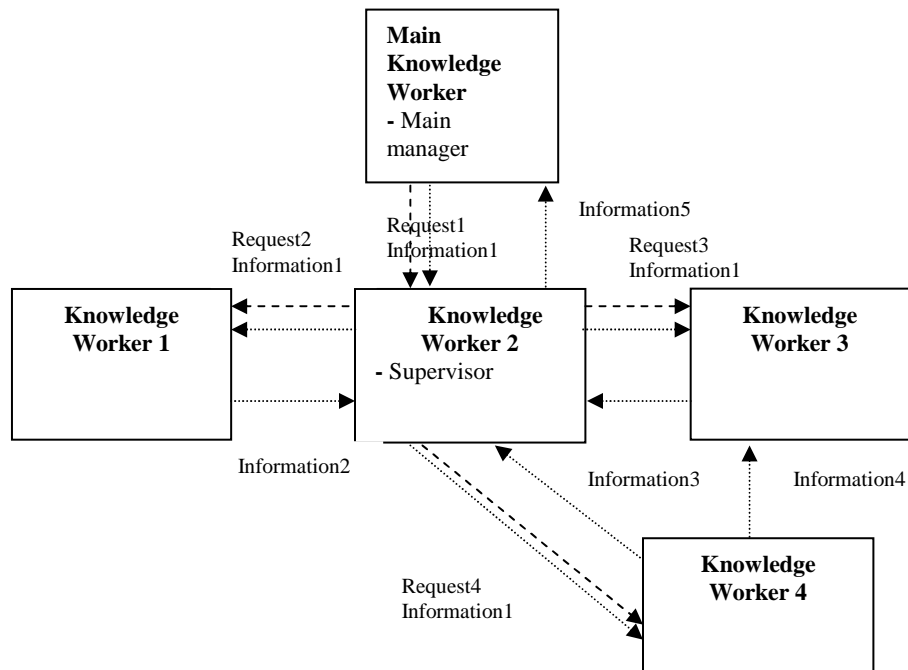 Main
Knowledge
Worker
- Main
manager
Information5
Request1
Information1
Request2
Information1
Request3
Information1
Knowledge
Worker 1
Knowledge
Worker 2
- Supervisor
Knowledge
Worker 3
Information2
Information3
Information4
Request4
Information1
Knowledge
Worker 4